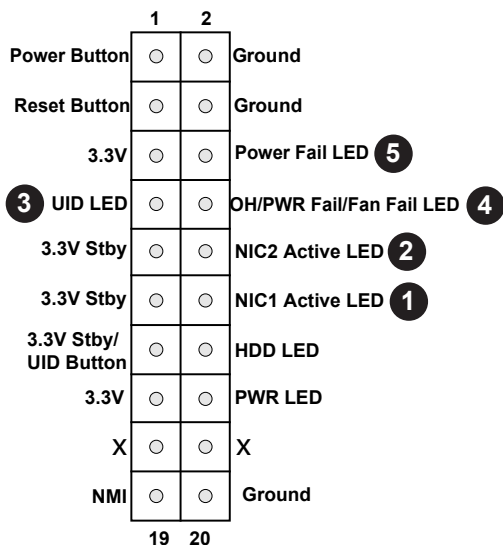 1 2
Power Button Ground
Reset Button Ground
3.3V Power Fail LED 5
3 UID LED OH/PWR Fail/Fan Fail LED 4
3.3V Stby NIC2 Active LED 2
3.3V Stby NIC1 Active LED 1
3.3V Stby/
UID Button HDD LED
3.3V PWR LED
X X
NMI Ground
19 20